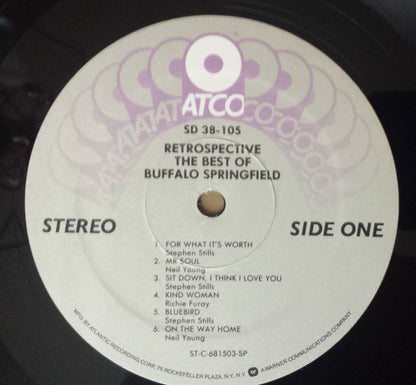 ATCO
SD 38-105
RETROSPECTIVE
THE BEST OF
BUFFALO SPRINGFIELD
STEREO
SIDE ONE
1. FOR WHAT IT'S WORTH
Stephen Stills
2. MR SOUL
Neil Young
3. SIT DOWN, I THINK I LOVE YOU
Stephen Stills
4. KIND WOMAN
Richie Furay
5. BLUEBIRD
Stephen Stills
6. ON THE WAY HOME
Neil Young
ST-C-681503-SP
MFG. BY ATLANTIC RECORDING CORP. 75 ROCKEFELLER PLAZA, N.Y. N.Y. A WARNER COMMUNICATIONS COMPANY